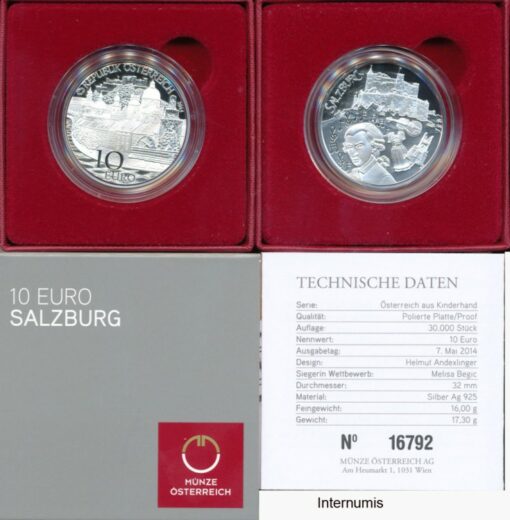 REPUBLIK ÖSTERREICH
10
EURO
SALZBURG
10 EURO
SALZBURG
MÜNZE
ÖSTERREICH
TECHNISCHE DATEN
Serie: Österreich aus Kinderhand
Qualität: Polierte Platte/Proof
Auflage: 30.000 Stück
Nennwert: 10 Euro
Ausgabetag: 7. Mai 2014
Design: Helmut Andexlinger
Siegerin Wettbewerb: Melisa Begic
Durchmesser: 32 mm
Material: Silber Ag 925
Feingewicht: 16,00 g
Gewicht: 17,30 g
Nº 16792
MÜNZE ÖSTERREICH AG
Am Heumarkt 1, 1031 Wien
Internumis